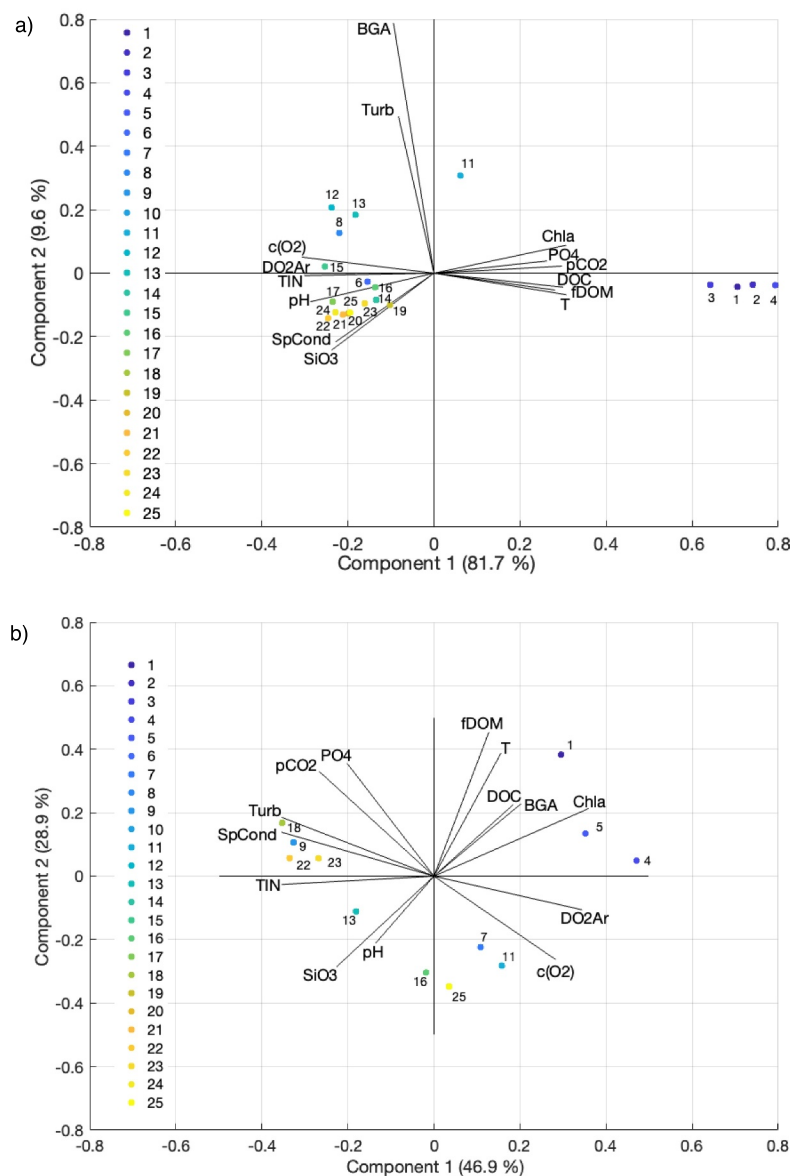 a)
0.8
0.6
0.4
0.2
0
-0.2
-0.4
-0.6
-0.8
Component 2 (9.6 %)
1
2
3
4
5
6
7
8
9
10
11
12
13
14
15
16
17
18
19
20
21
22
23
24
25
BGA
Turb
11
12
13
8
c(O2)
DO2Ar
15
TIN
6
16
17
pH
25
14
24
23
19
22
21
20
SpCond
SiO3
Chla
PO4
pCO2
DOC
fDOM
T
3
1
2
4
-0.8 -0.6 -0.4 -0.2 0 0.2 0.4 0.6 0.8
Component 1 (81.7 %)
b)
0.8
0.6
0.4
0.2
0
-0.2
-0.4
-0.6
-0.8
Component 2 (28.9 %)
1
2
3
4
5
6
7
8
9
10
11
12
13
14
15
16
17
18
19
20
21
22
23
24
25
fDOM
T
1
PO4
pCO2
DOC
BGA
Chla
Turb
18
5
SpCond
9
22
23
4
TIN
13
DO2Ar
pH
7
11
SiO3
c(O2)
16
25
-0.8 -0.6 -0.4 -0.2 0 0.2 0.4 0.6 0.8
Component 1 (46.9 %)